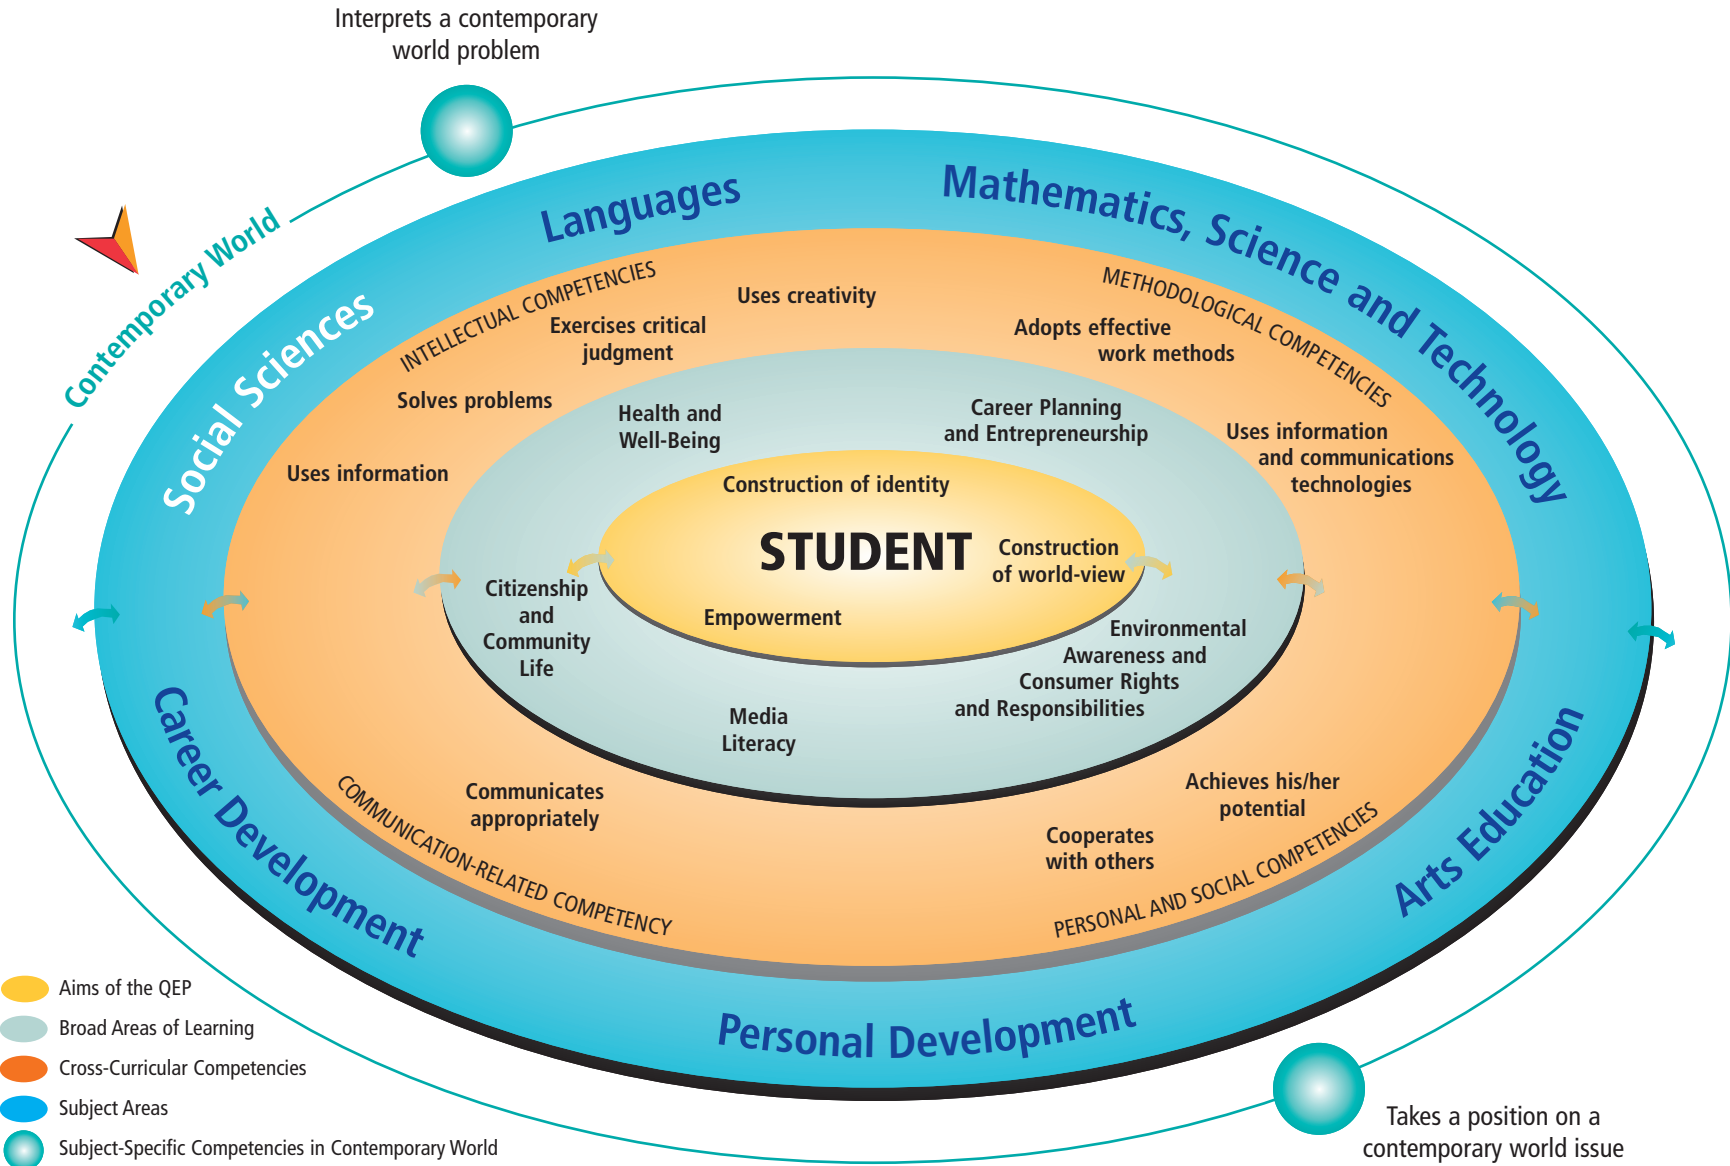 Interprets a contemporary
world problem
Contemporary World
Social Sciences
Languages
Mathematics, Science and Technology
INTELLECTUAL COMPETENCIES
Uses creativity
Exercises critical
judgment
Solves problems
Uses information
METHODOLOGICAL COMPETENCIES
Adopts effective
work methods
Uses information
and communications
technologies
Health and
Well-Being
Career Planning
and Entrepreneurship
Construction of identity
STUDENT
Construction
of world-view
Empowerment
Citizenship
and
Community
Life
Environmental
Awareness and
Consumer Rights
and Responsibilities
Media
Literacy
Communicates
appropriately
COMMUNICATION-RELATED COMPETENCY
Achieves his/her
potential
Cooperates
with others
PERSONAL AND SOCIAL COMPETENCIES
Career Development
Personal Development
Arts Education
Aims of the QEP
Broad Areas of Learning
Cross-Curricular Competencies
Subject Areas
Subject-Specific Competencies in Contemporary World
Takes a position on a
contemporary world issue